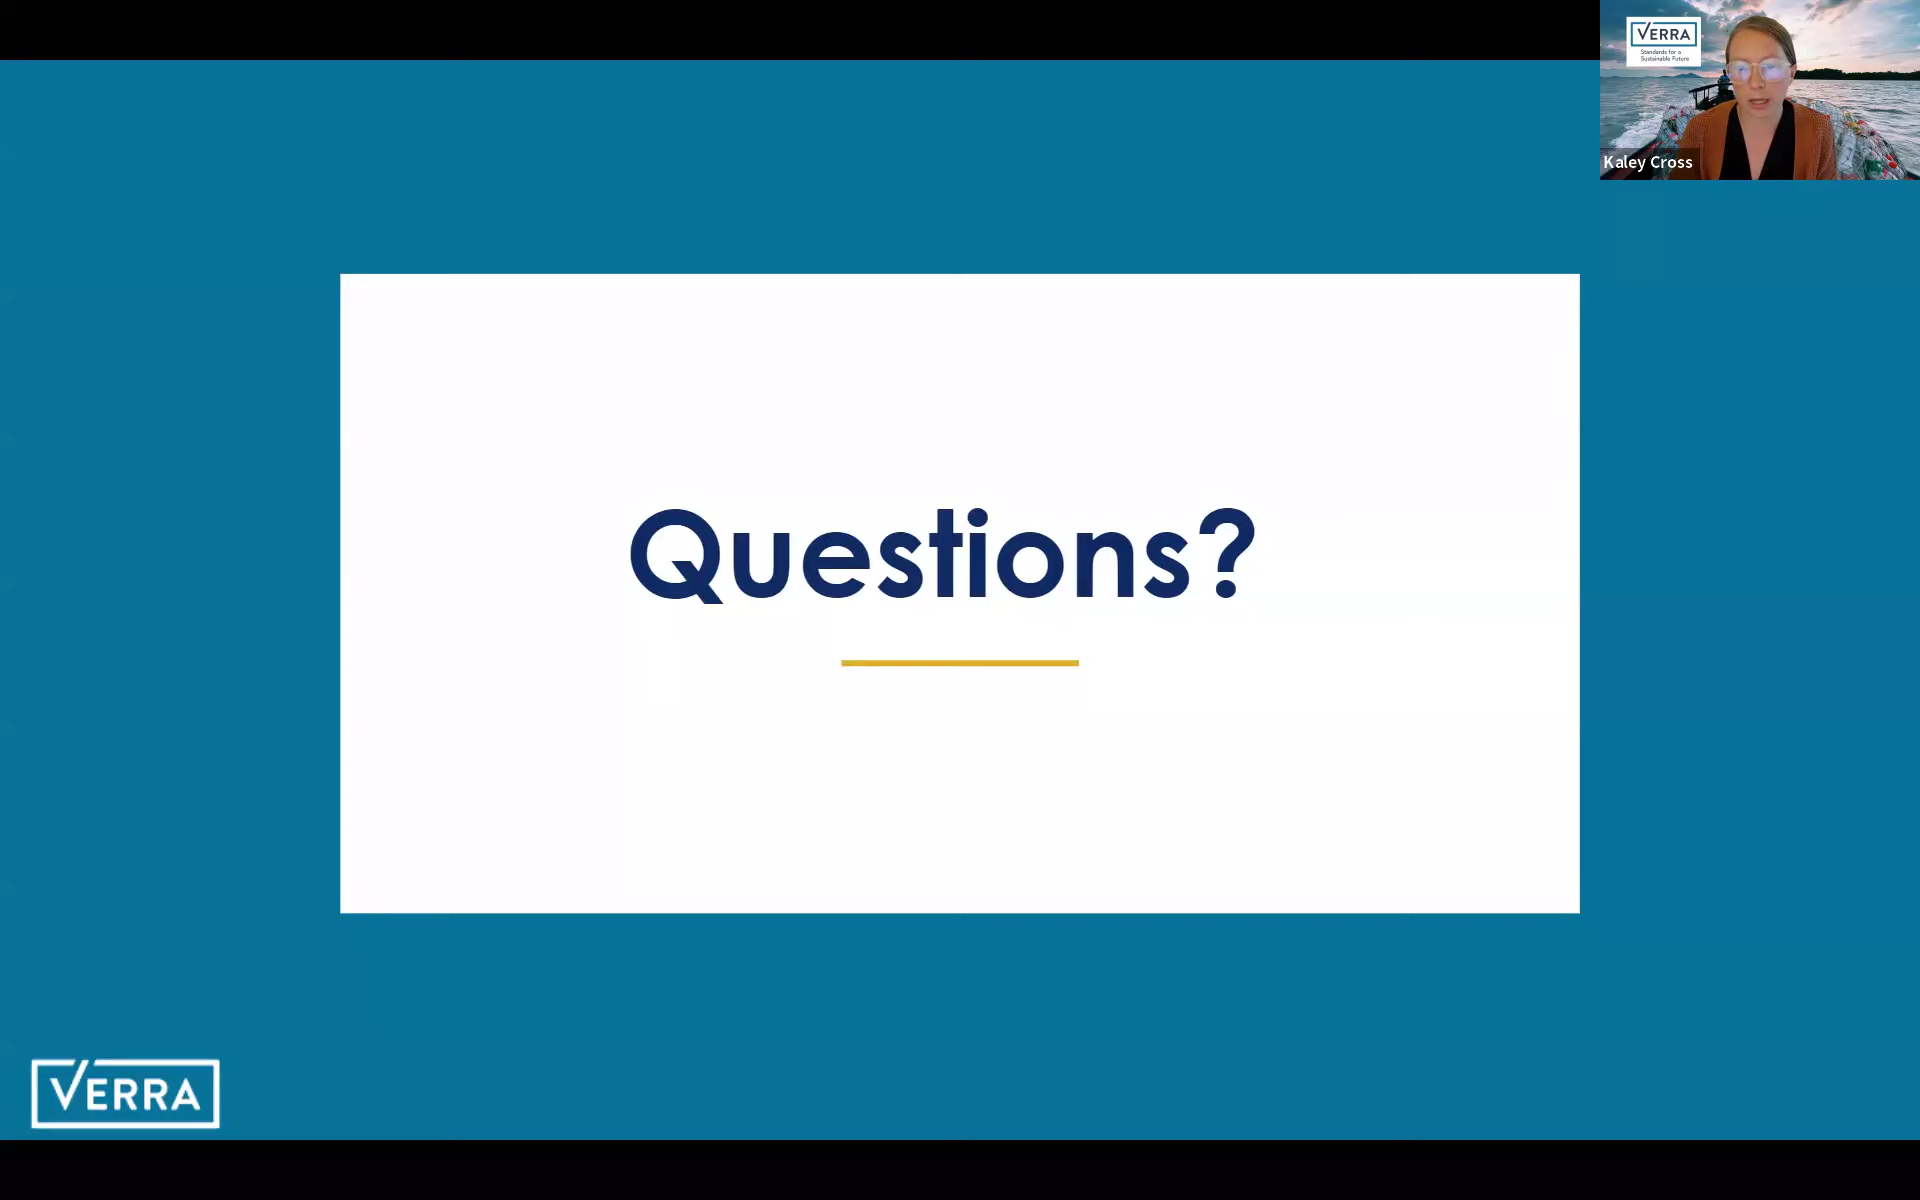 VERRA
Standards for a
Sustainable Future
Kaley Cross
Questions?
VERRA